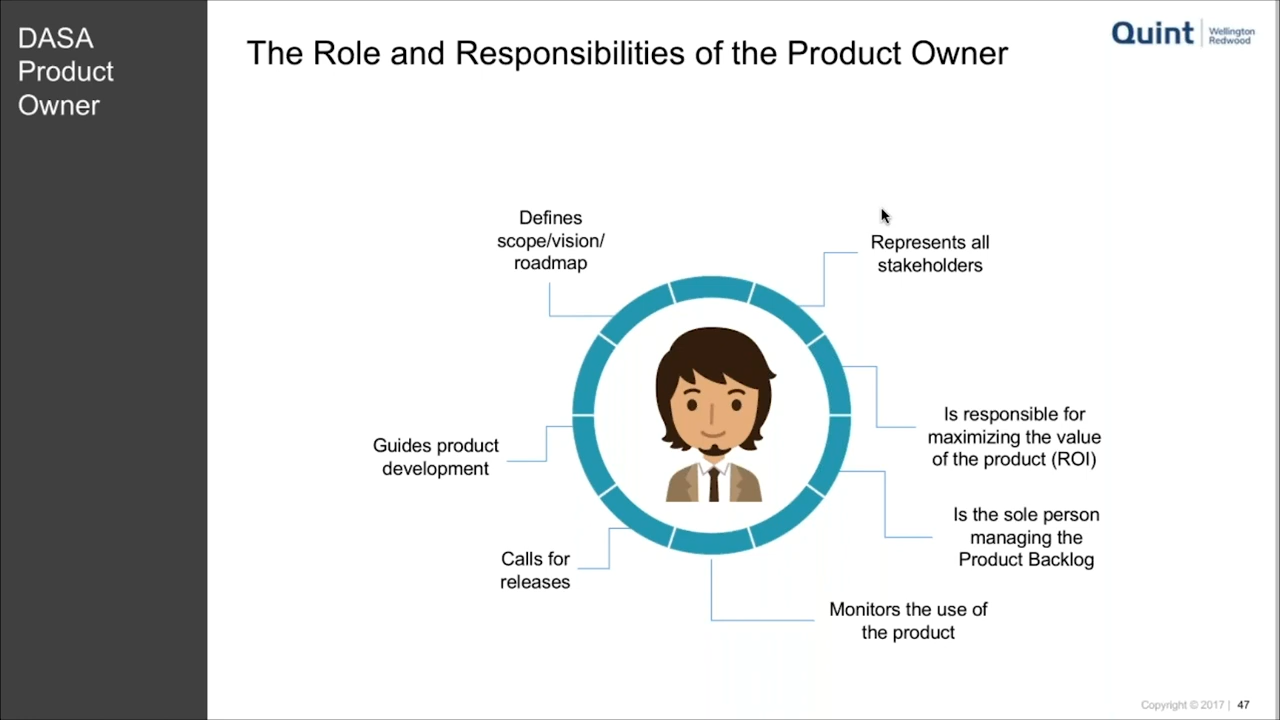 DASA
Product
Owner
The Role and Responsibilities of the Product Owner
Quint
Wellington
Redwood
Defines
scope/vision/
roadmap
Represents all
stakeholders
Is responsible for
maximizing the value
of the product (ROI)
Guides product
development
Is the sole person
managing the
Product Backlog
Calls for
releases
Monitors the use of
the product
Copyright © 2017 | 47